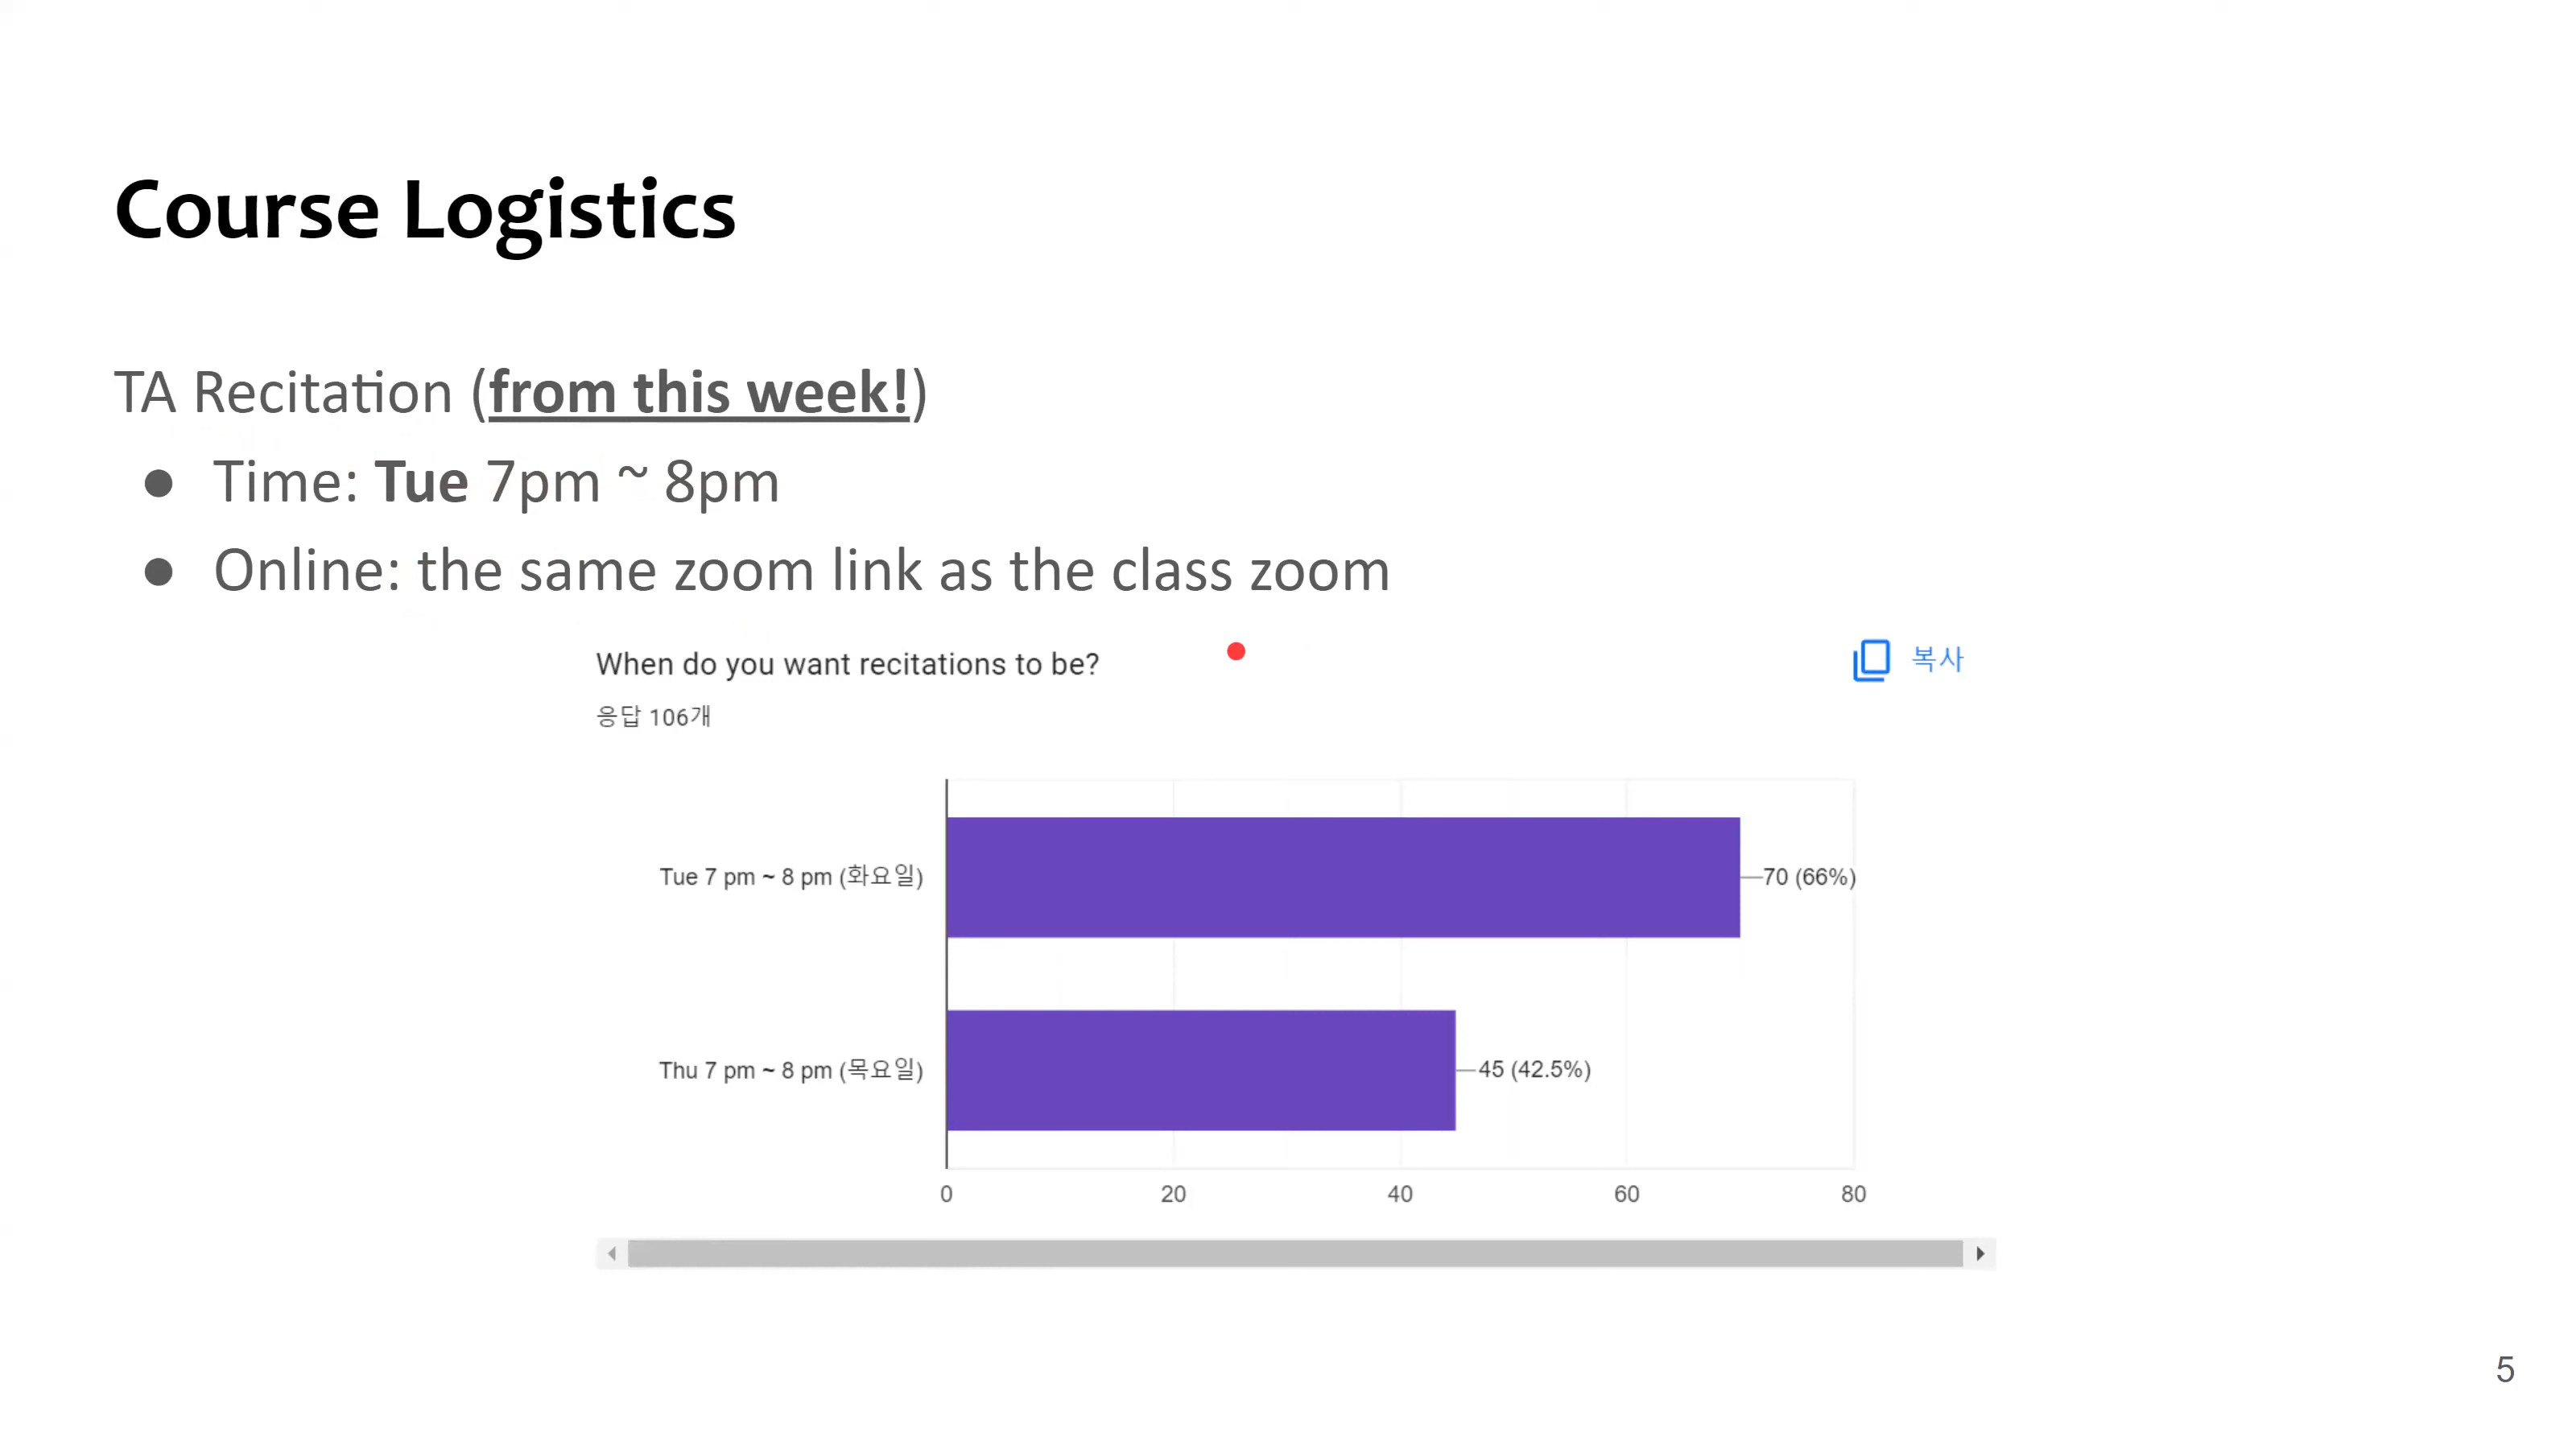 Course Logistics
TA Recitation (from this week!)
● Time: Tue 7pm ~ 8pm
● Online: the same zoom link as the class zoom
When do you want recitations to be?
복사
응답 106개
Tue 7 pm ~ 8 pm (화요일)
70 (66%)
Thu 7 pm ~ 8 pm (목요일)
45 (42.5%)
0 20 40 60 80
5